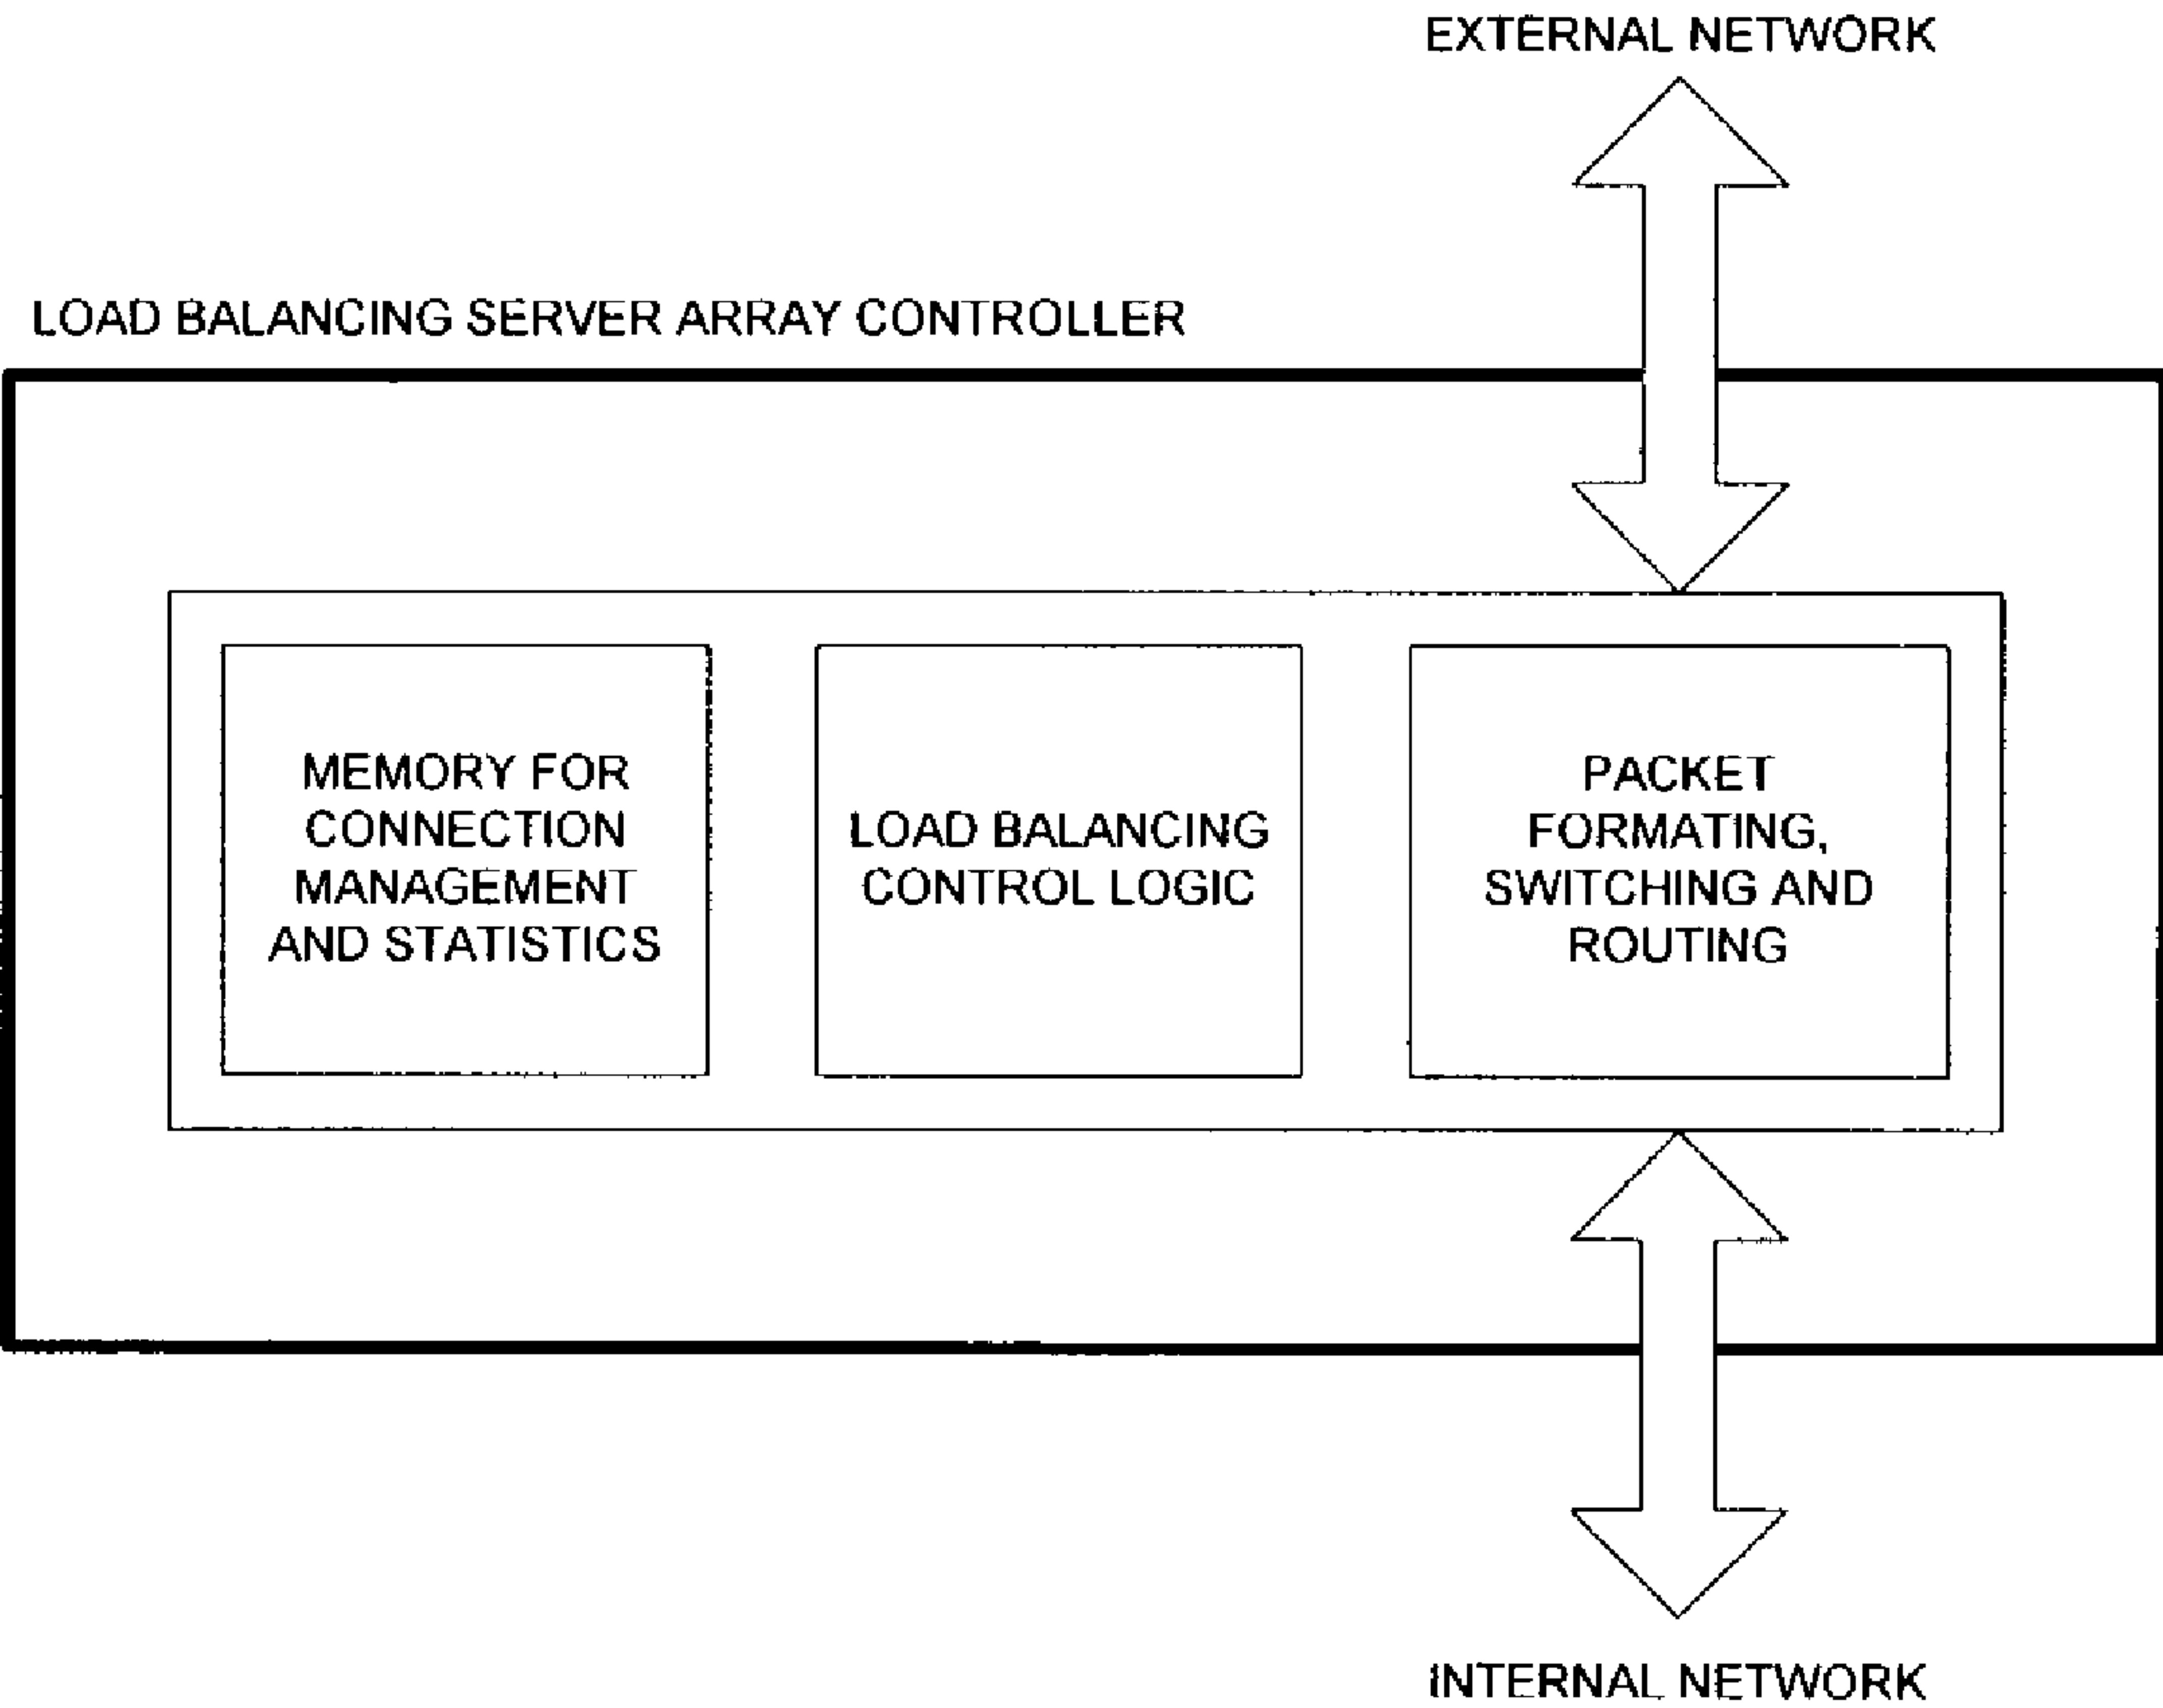 EXTERNAL NETWORK
LOAD BALANCING SERVER ARRAY CONTROLLER
MEMORY FOR
CONNECTION
MANAGEMENT
AND STATISTICS
LOAD BALANCING
CONTROL LOGIC
PACKET
FORMATING,
SWITCHING AND
ROUTING
INTERNAL NETWORK